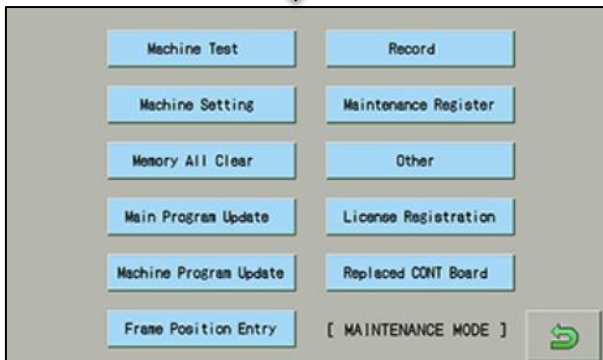 Machine Test
Record
Machine Setting
Maintenance Register
Memory All Clear
Other
Main Program Update
License Registration
Machine Program Update
Replaced CONT Board
Frame Position Entry
[ MAINTENANCE MODE ]